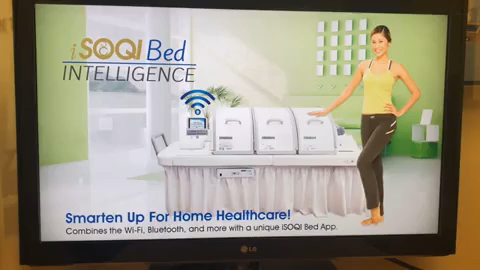 iSOQI Bed
INTELLIGENCE
Smarten Up For Home Healthcare!
Combines the Wi-Fi, Bluetooth, and more with a unique iSOQI Bed App.
LG